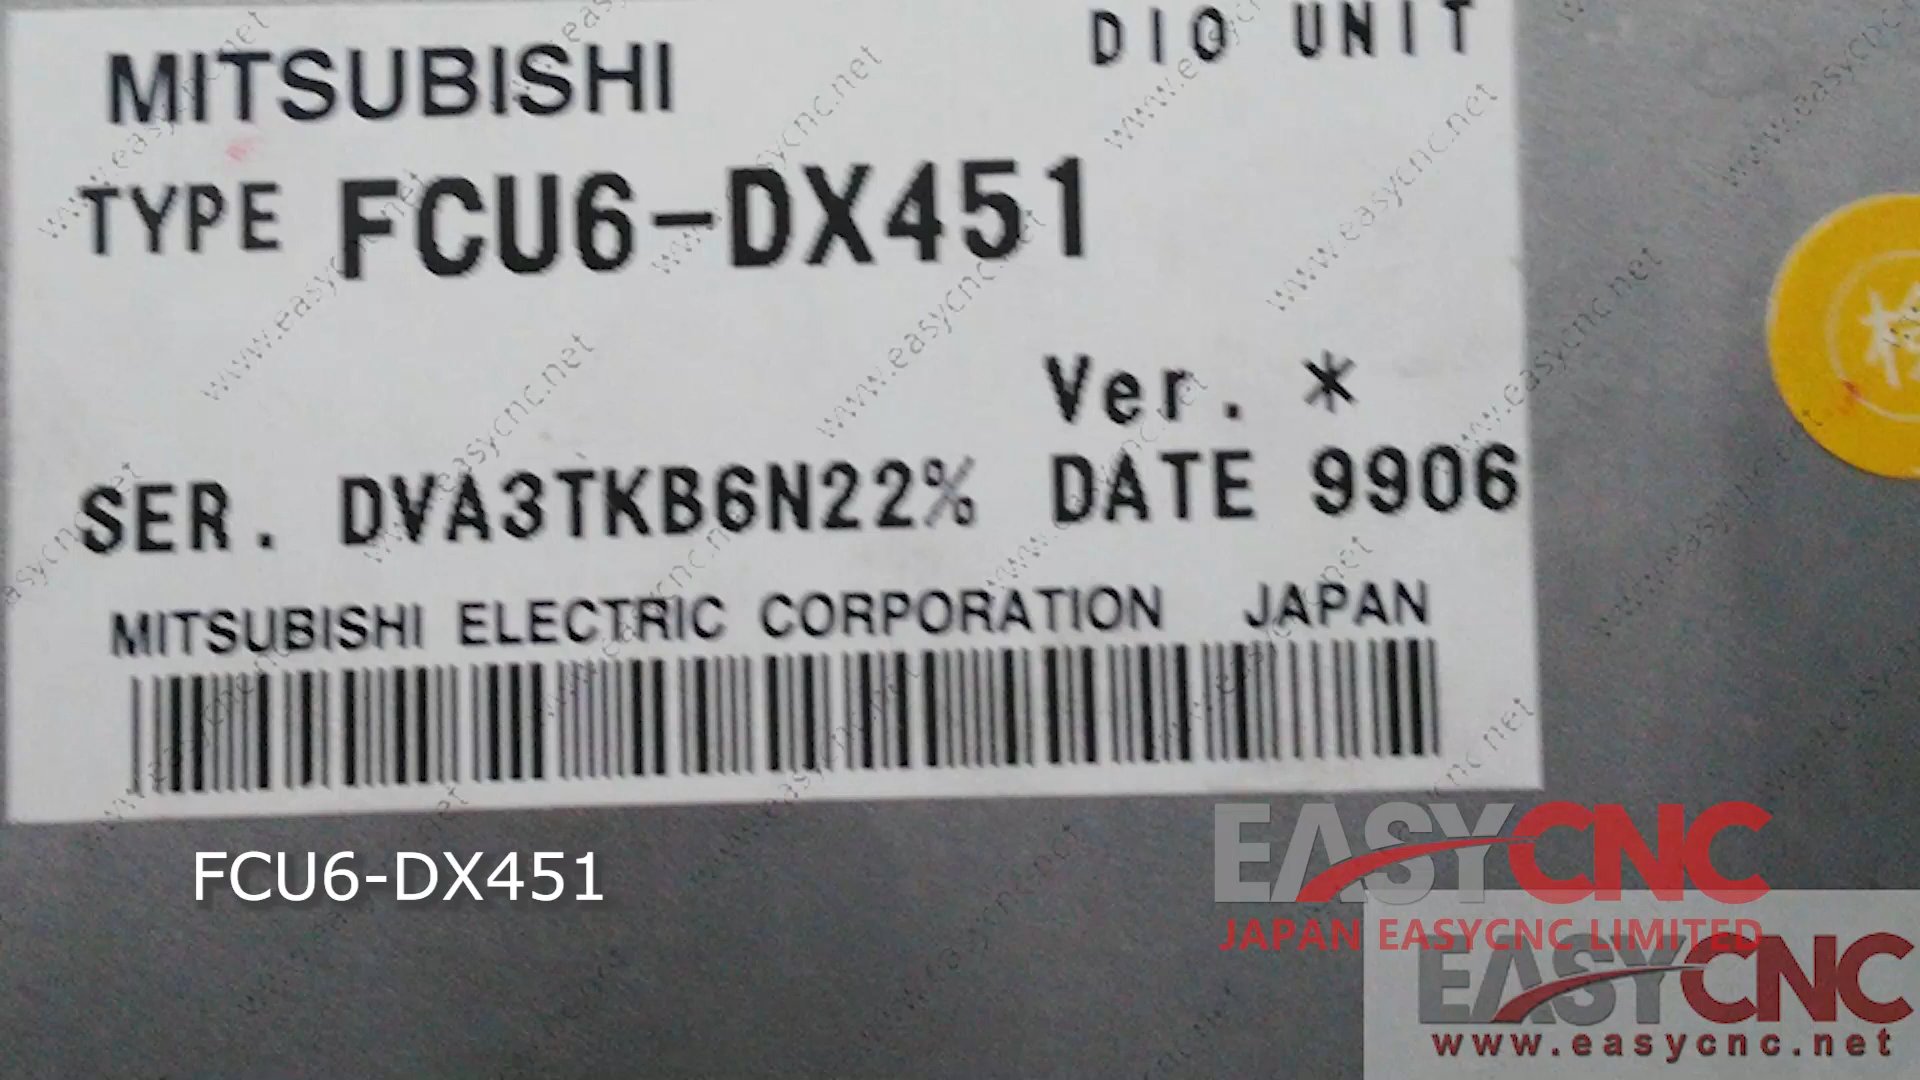 DIO UNIT
MITSUBISHI
TYPE FCU6-DX451
Ver. *
SER. DVA3TKB6N22% DATE 9906
MITSUBISHI ELECTRIC CORPORATION JAPAN
FCU6-DX451
EASYCNC
JAPAN EASYCNC LIMITED
EASYCNC
www.easycnc.net